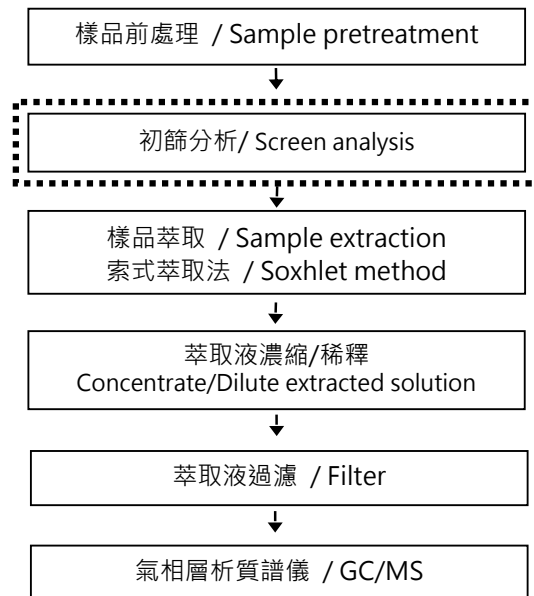 樣品前處理 / Sample pretreatment
初篩分析/ Screen analysis
樣品萃取 / Sample extraction
索式萃取法 / Soxhlet method
萃取液濃縮/稀釋
Concentrate/Dilute extracted solution
萃取液過濾 / Filter
氣相層析質譜儀 / GC/MS